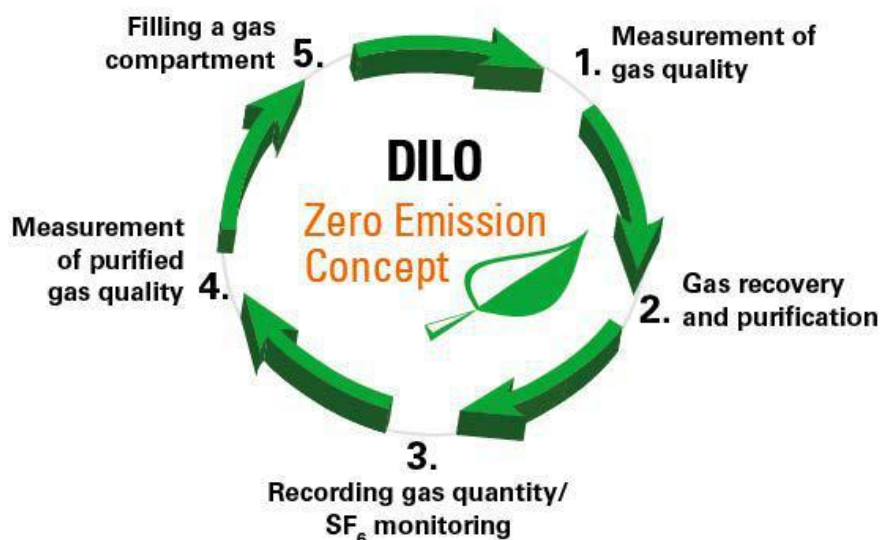 DILO
Zero Emission
Concept
1. Measurement of
gas quality
2. Gas recovery
and purification
3.
Recording gas quantity/
SF₆ monitoring
Measurement
of purified
gas quality 4.
Filling a gas
compartment 5.